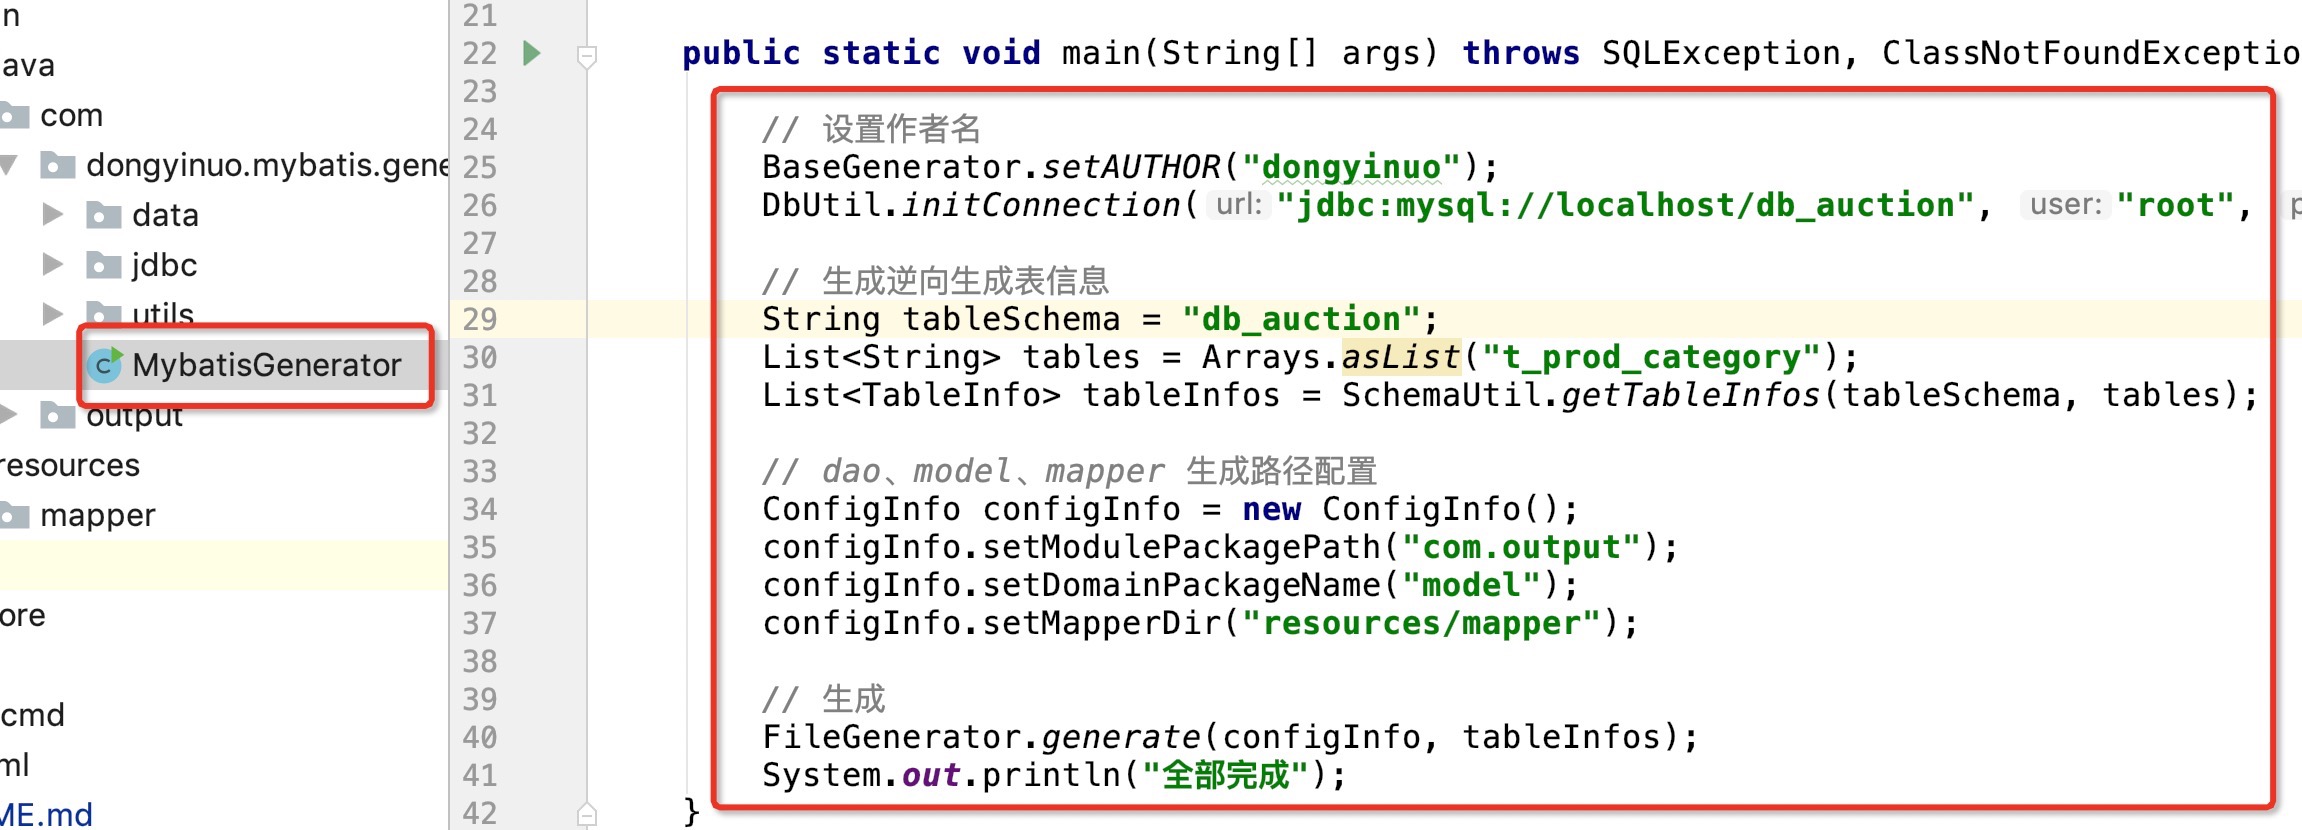 n
ava
com
dongyinuo.mybatis.gene
data
jdbc
utils
MybatisGenerator
output
resources
mapper
ore
cmd
ml
ME.md
21
22 public static void main(String[] args) throws SQLException, ClassNotFoundExceptio
23
24 // 设置作者名
25 BaseGenerator.setAUTHOR("dongyinuo");
26 DbUtil.initConnection( url: "jdbc:mysql://localhost/db_auction", user: "root", p
27
28 // 生成逆向生成表信息
29 String tableSchema = "db_auction";
30 List<String> tables = Arrays.asList("t_prod_category");
31 List<TableInfo> tableInfos = SchemaUtil.getTableInfos(tableSchema, tables);
32
33 // dao、model、mapper 生成路径配置
34 ConfigInfo configInfo = new ConfigInfo();
35 configInfo.setModulePackagePath("com.output");
36 configInfo.setDomainPackageName("model");
37 configInfo.setMapperDir("resources/mapper");
38
39 // 生成
40 FileGenerator.generate(configInfo, tableInfos);
41 System.out.println("全部完成");
42 }